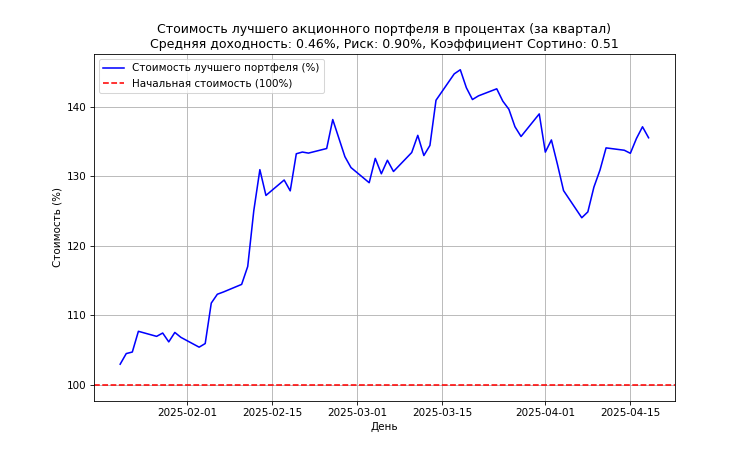 Стоимость лучшего акционного портфеля в процентах (за квартал)
Средняя доходность: 0.46%, Риск: 0.90%, Коэффициент Сортино: 0.51
Стоимость лучшего портфеля (%)
Начальная стоимость (100%)
Стоимость (%)
140
130
120
110
100
2025-02-01
2025-02-15
2025-03-01
2025-03-15
2025-04-01
2025-04-15
День